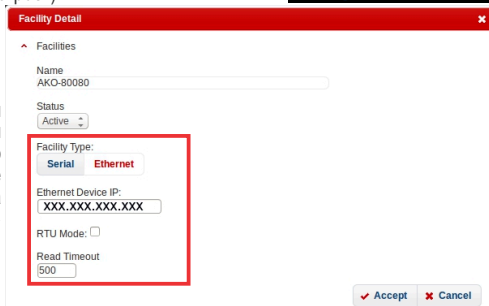 Facility Detail
Facilities
Name
AKO-80080
Status
Active
Facility Type:
Serial Ethernet
Ethernet Device IP:
XXX.XXX.XXX.XXX
RTU Mode:
Read Timeout
500
Accept Cancel